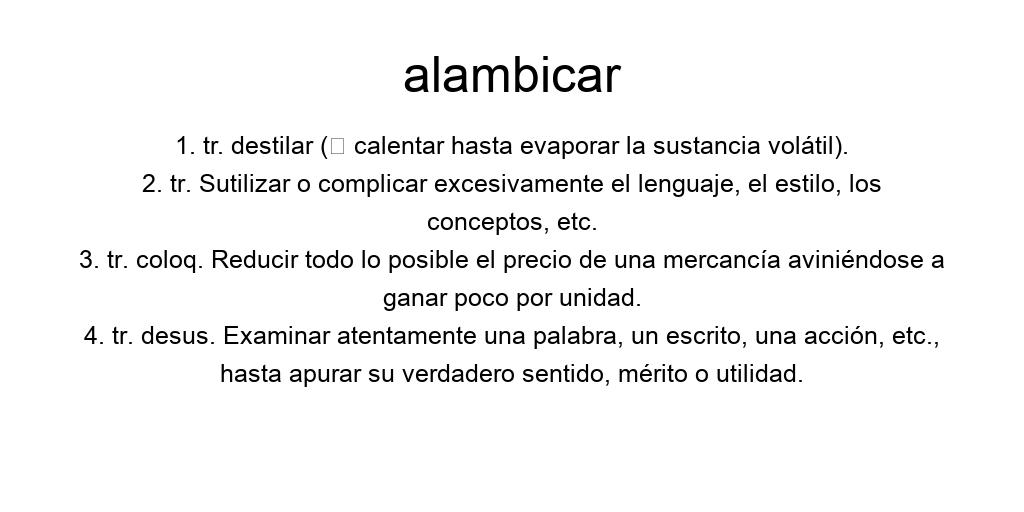 alambicar
1. tr. destilar (▯ calentar hasta evaporar la sustancia volátil).
2. tr. Sutilizar o complicar excesivamente el lenguaje, el estilo, los
conceptos, etc.
3. tr. coloq. Reducir todo lo posible el precio de una mercancía aviniéndose a
ganar poco por unidad.
4. tr. desus. Examinar atentamente una palabra, un escrito, una acción, etc.,
hasta apurar su verdadero sentido, mérito o utilidad.